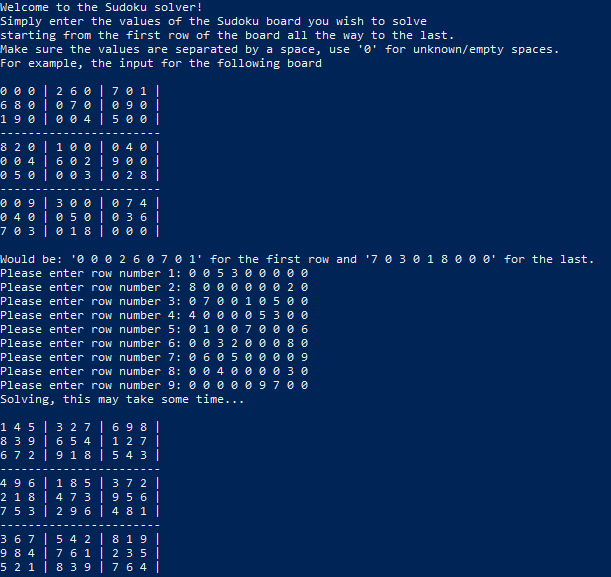 Welcome to the Sudoku solver!
Simply enter the values of the Sudoku board you wish to solve
starting from the first row of the board all the way to the last.
Make sure the values are separated by a space, use '0' for unknown/empty spaces.
For example, the input for the following board
0 0 0 | 2 6 0 | 7 0 1 |
6 8 0 | 0 7 0 | 0 9 0 |
1 9 0 | 0 0 4 | 5 0 0 |
-------------------------
8 2 0 | 1 0 0 | 0 4 0 |
0 0 4 | 6 0 2 | 9 0 0 |
0 5 0 | 0 0 3 | 0 2 8 |
-------------------------
0 0 9 | 3 0 0 | 0 7 4 |
0 4 0 | 0 5 0 | 0 3 6 |
7 0 3 | 0 1 8 | 0 0 0 |
Would be: '0 0 0 2 6 0 7 0 1' for the first row and '7 0 3 0 1 8 0 0 0' for the last.
Please enter row number 1: 0 0 5 3 0 0 0 0 0
Please enter row number 2: 8 0 0 0 0 0 0 2 0
Please enter row number 3: 0 7 0 0 1 0 5 0 0
Please enter row number 4: 4 0 0 0 0 5 3 0 0
Please enter row number 5: 0 1 0 0 7 0 0 0 6
Please enter row number 6: 0 0 3 2 0 0 0 8 0
Please enter row number 7: 0 6 0 5 0 0 0 0 9
Please enter row number 8: 0 0 4 0 0 0 0 3 0
Please enter row number 9: 0 0 0 0 0 9 7 0 0
Solving, this may take some time...
1 4 5 | 3 2 7 | 6 9 8 |
8 3 9 | 6 5 4 | 1 2 7 |
6 7 2 | 9 1 8 | 5 4 3 |
-------------------------
4 9 6 | 1 8 5 | 3 7 2 |
2 1 8 | 4 7 3 | 9 5 6 |
7 5 3 | 2 9 6 | 4 8 1 |
-------------------------
3 6 7 | 5 4 2 | 8 1 9 |
9 8 4 | 7 6 1 | 2 3 5 |
5 2 1 | 8 3 9 | 7 6 4 |